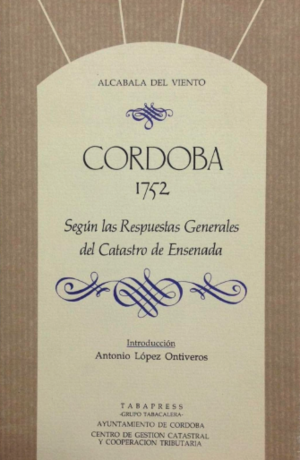 ALCABALA DEL VIENTO
CORDOBA
1752
Según las Respuestas Generales
del Catastro de Ensenada
Introducción
Antonio López Ontiveros
TABAPRESS
-GRUPO TABACALERA-
AYUNTAMIENTO DE CORDOBA
CENTRO DE GESTION CATASTRAL
Y COOPERACION TRIBUTARIA